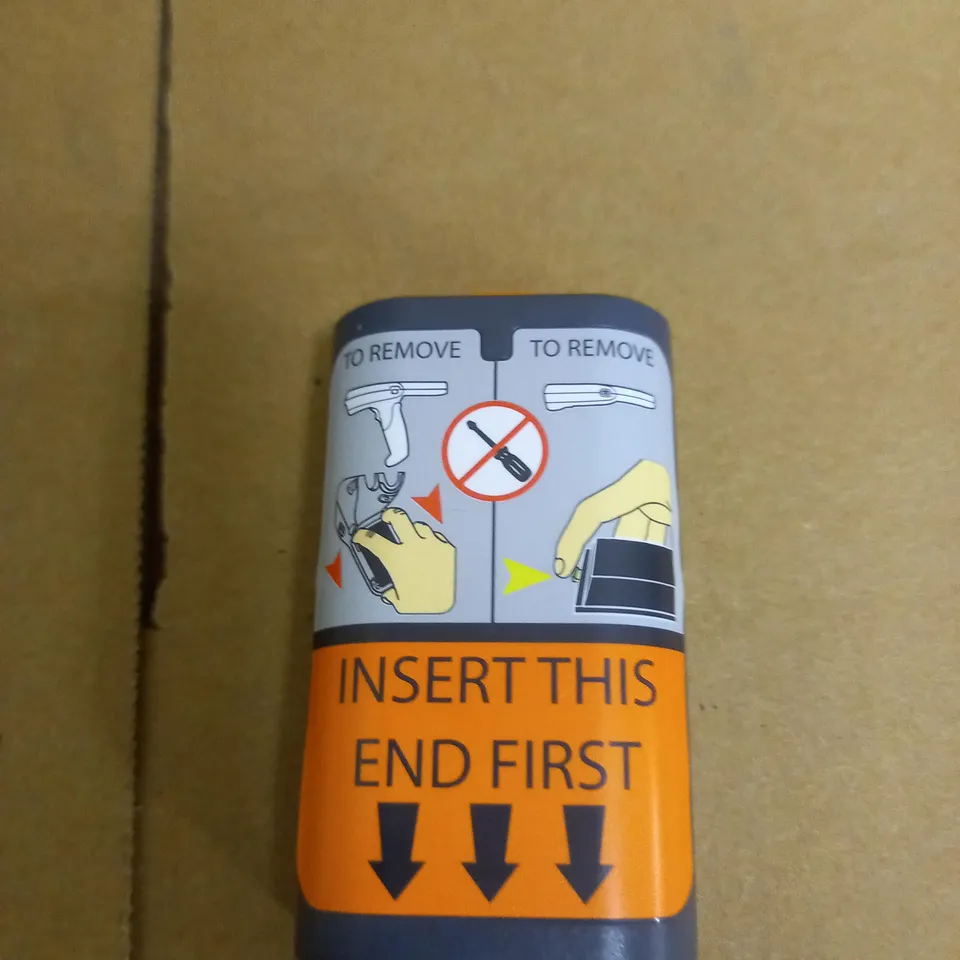 TO REMOVE
TO REMOVE
INSERT THIS
END FIRST